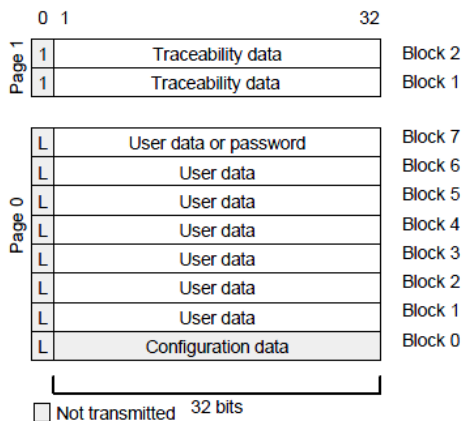 0 1 32
Page 1
1 Traceability data Block 2
1 Traceability data Block 1
Page 0
L User data or password Block 7
L User data Block 6
L User data Block 5
L User data Block 4
L User data Block 3
L User data Block 2
L User data Block 1
L Configuration data Block 0
32 bits
Not transmitted